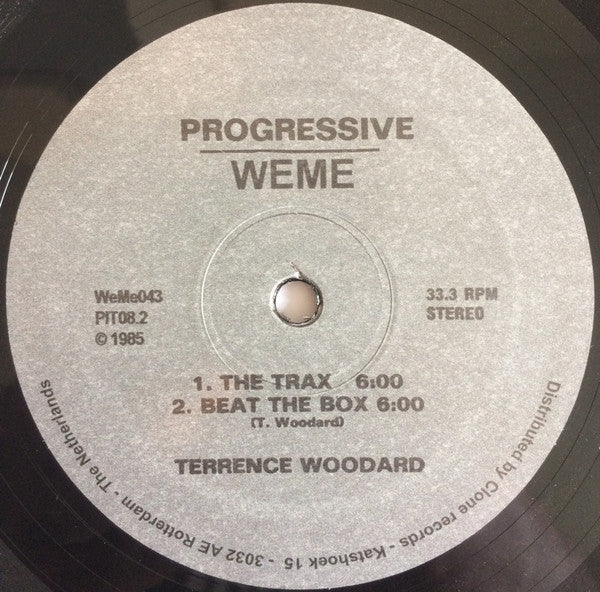 PROGRESSIVE
WEME
WeMe043
PIT08.2
© 1985
33.3 RPM
STEREO
1. THE TRAX 6:00
2. BEAT THE BOX 6:00
(T. Woodard)
TERRENCE WOODARD
Distributed by Clone records - Katshoek 15 - 3032 AE Rotterdam - The Netherlands